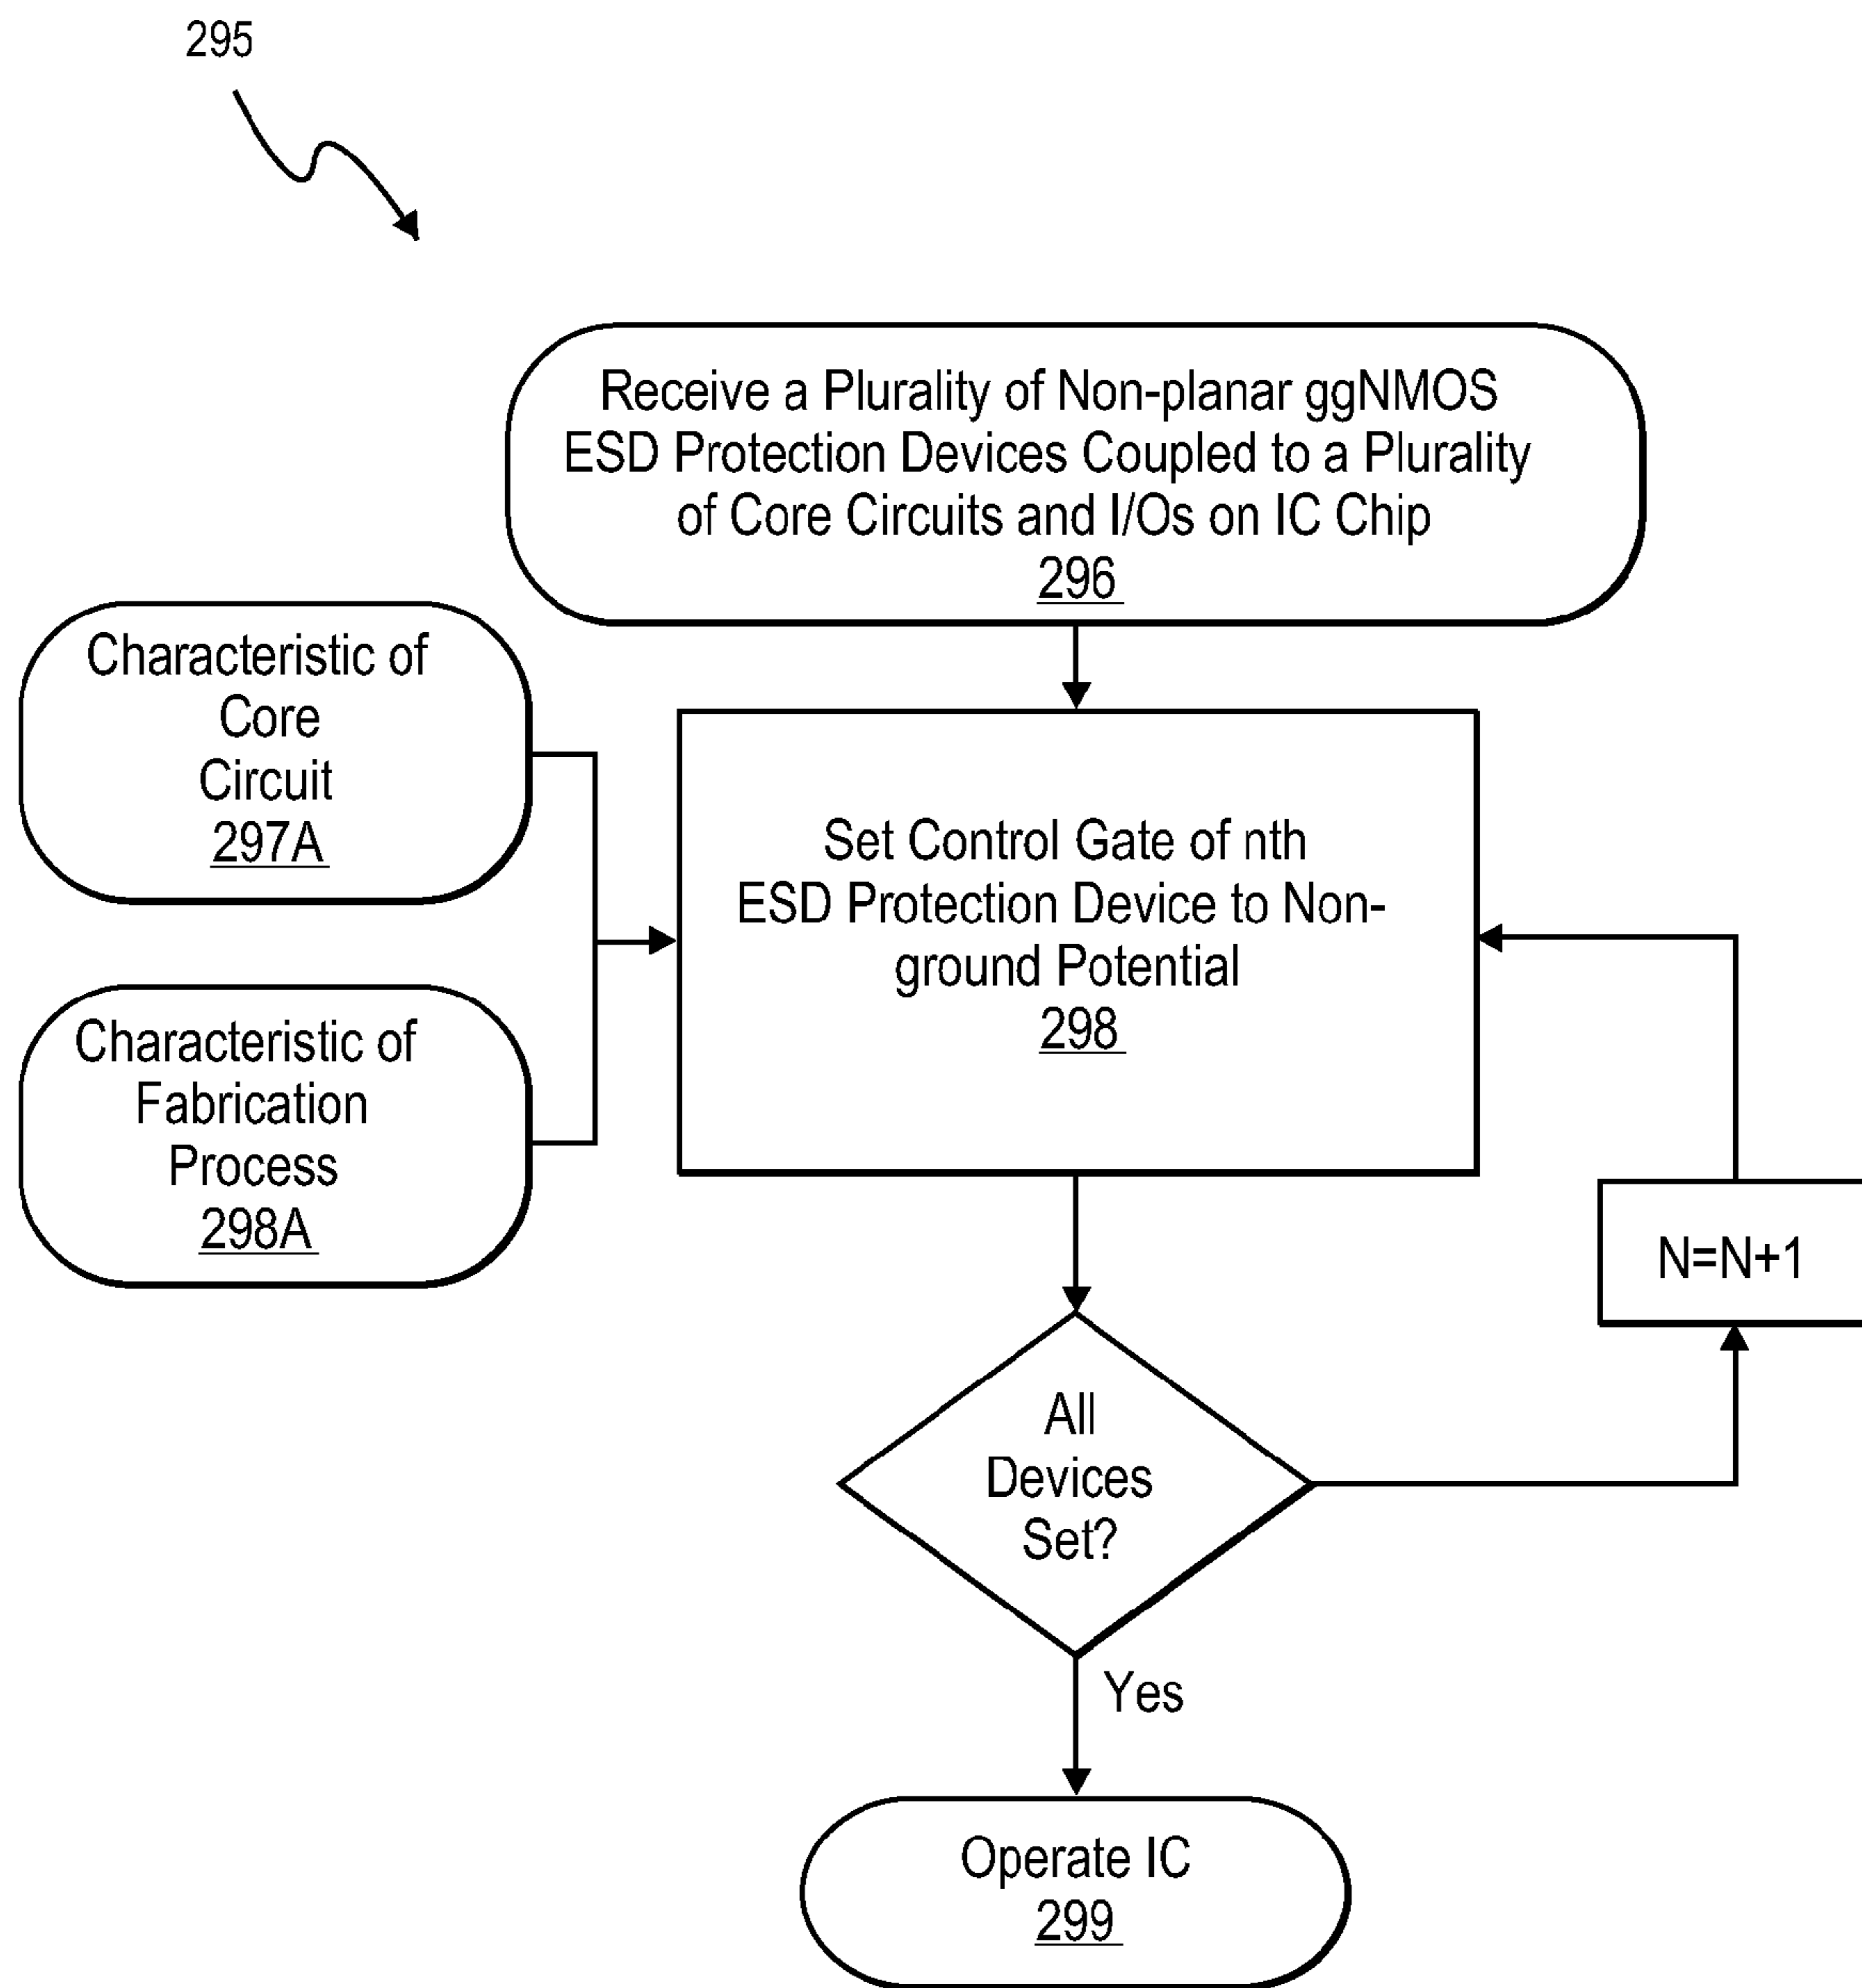 295
Receive a Plurality of Non-planar ggNMOS
ESD Protection Devices Coupled to a Plurality
of Core Circuits and I/Os on IC Chip
296
Characteristic of
Core
Circuit
297A
Set Control Gate of nth
ESD Protection Device to Non-
ground Potential
298
Characteristic of
Fabrication
Process
298A
N=N+1
All
Devices
Set?
Yes
Operate IC
299